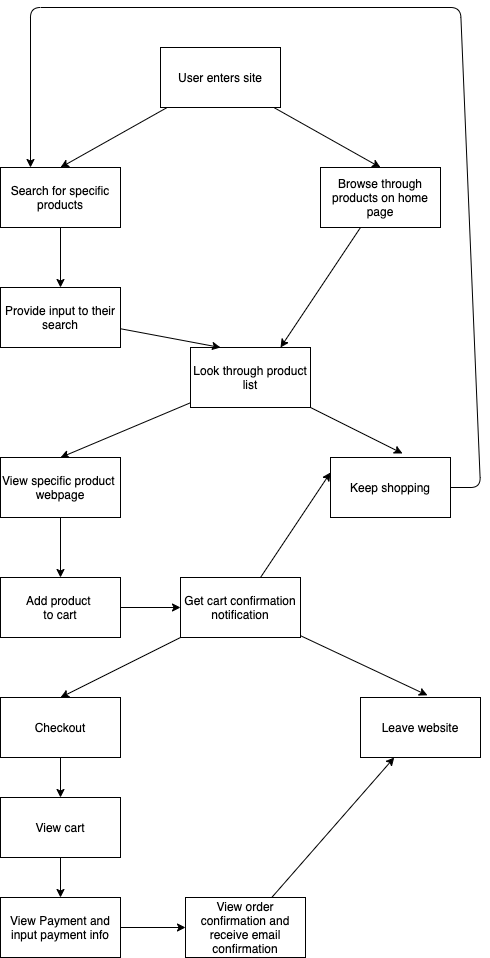 User enters site
Search for specific
products
Browse through
products on home
page
Provide input to their
search
Look through product
list
View specific product
webpage
Keep shopping
Add product
to cart
Get cart confirmation
notification
Checkout
Leave website
View cart
View Payment and
input payment info
View order
confirmation and
receive email
confirmation